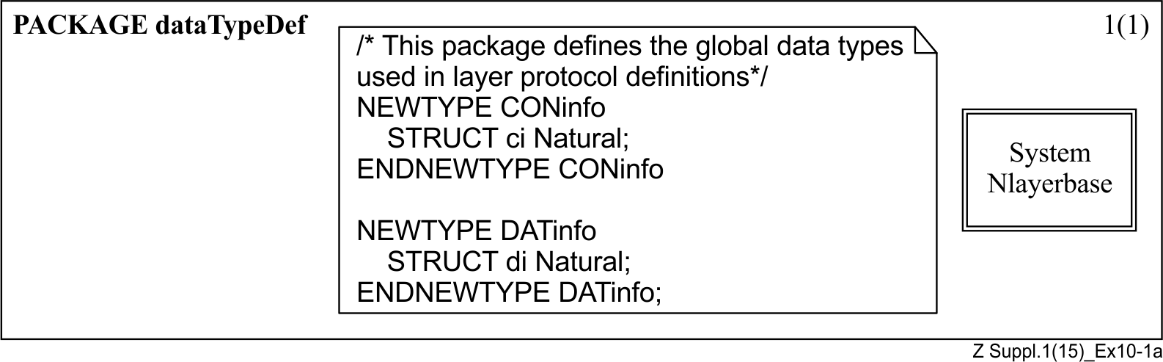 PACKAGE dataTypeDef
1(1)
/* This package defines the global data types
used in layer protocol definitions*/
NEWTYPE CONinfo
STRUCT ci Natural;
ENDNEWTYPE CONinfo
NEWTYPE DATinfo
STRUCT di Natural;
ENDNEWTYPE DATinfo;
System
Nlayerbase
Z Suppl.1(15)_Ex10-1a